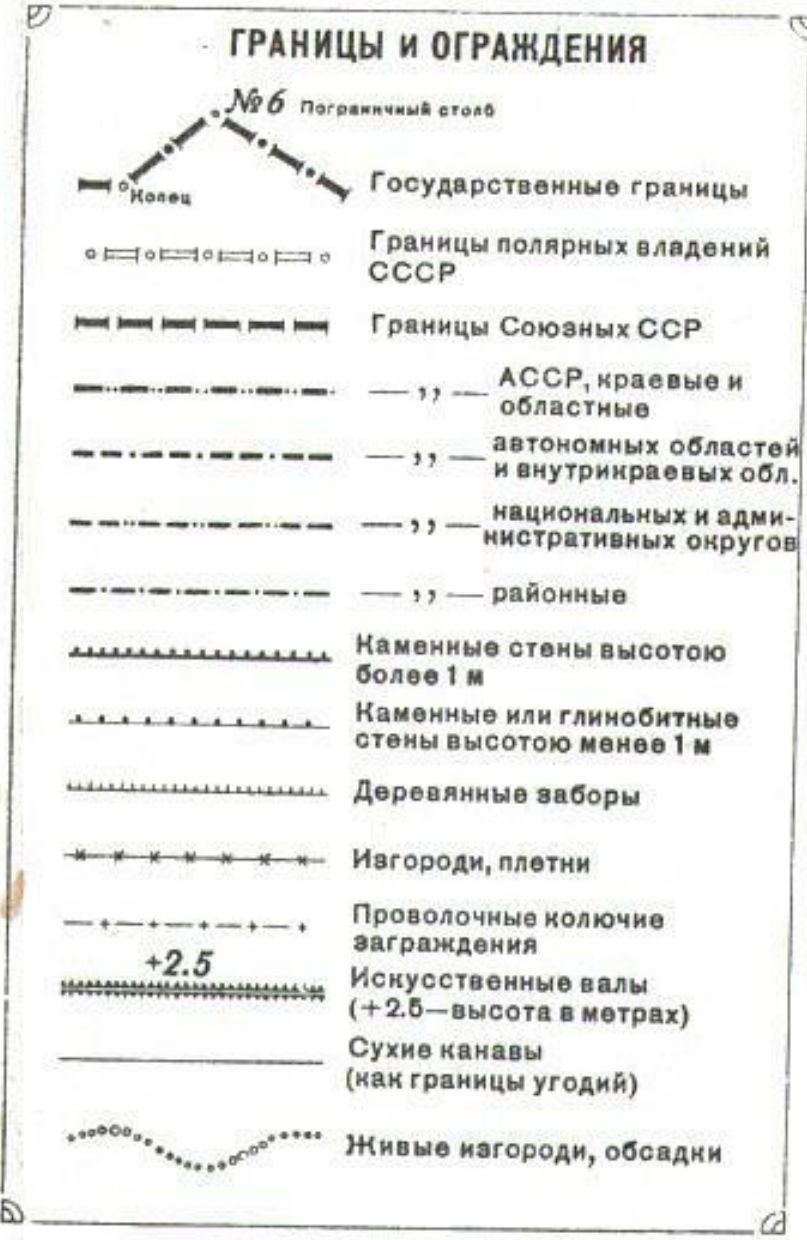 ГРАНИЦЫ И ОГРАЖДЕНИЯ
№6 Пограничный столб
Копец
Государственные границы
Границы полярных владений
СССР
Границы Союзных ССР
— ,, — АССР, краевые и
областные
— ,, — автономных областей
и внутрикраевых обл.
— ,, — национальных и адми-
нистративных округов
— ,, — районные
Каменные стены высотою
более 1 м
Каменные или глинобитные
стены высотою менее 1 м
Деревянные заборы
Изгороди, плетни
Проволочные колючие
заграждения
+2.5
Искусственные валы
(+2.5—высота в метрах)
Сухие канавы
(как границы угодий)
Живые изгороди, обсадки